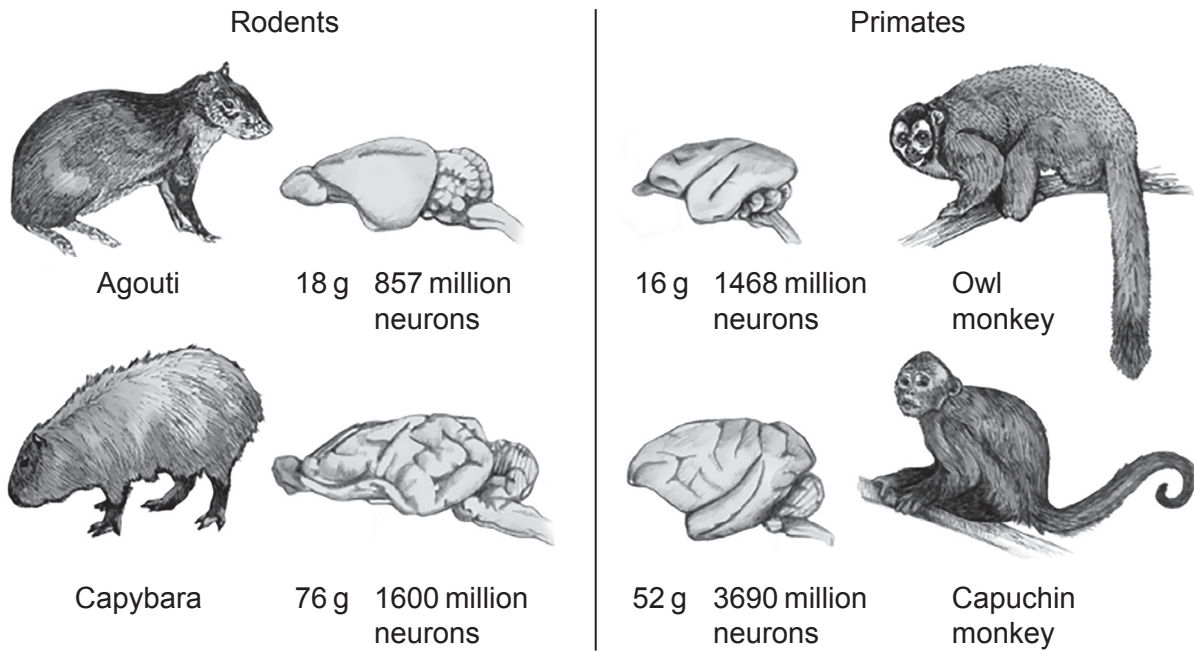 Rodents
Primates
Agouti
18 g 857 million
neurons
16 g 1468 million
neurons
Owl
monkey
Capybara
76 g 1600 million
neurons
52 g 3690 million
neurons
Capuchin
monkey